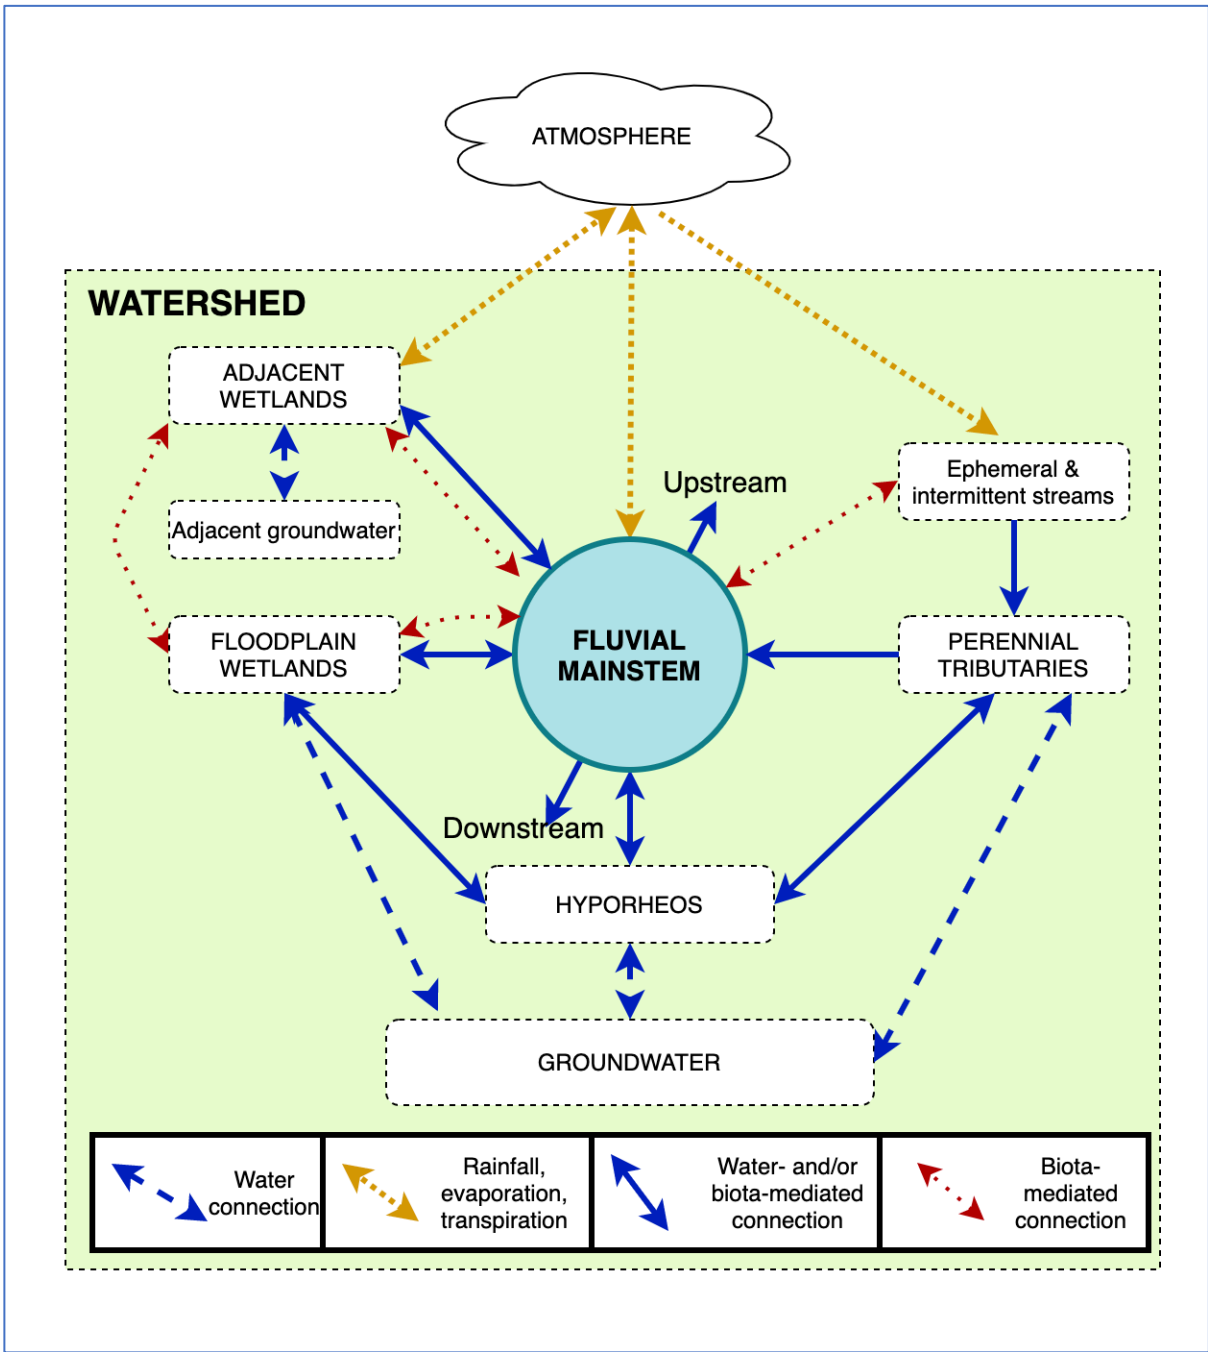 ATMOSPHERE
WATERSHED
ADJACENT
WETLANDS
Upstream
Ephemeral &
intermittent streams
Adjacent groundwater
FLOODPLAIN
WETLANDS
FLUVIAL
MAINSTEM
PERENNIAL
TRIBUTARIES
Downstream
HYPORHEOS
GROUNDWATER
Water
connection
Rainfall,
evaporation,
transpiration
Water- and/or
biota-mediated
connection
Biota-
mediated
connection